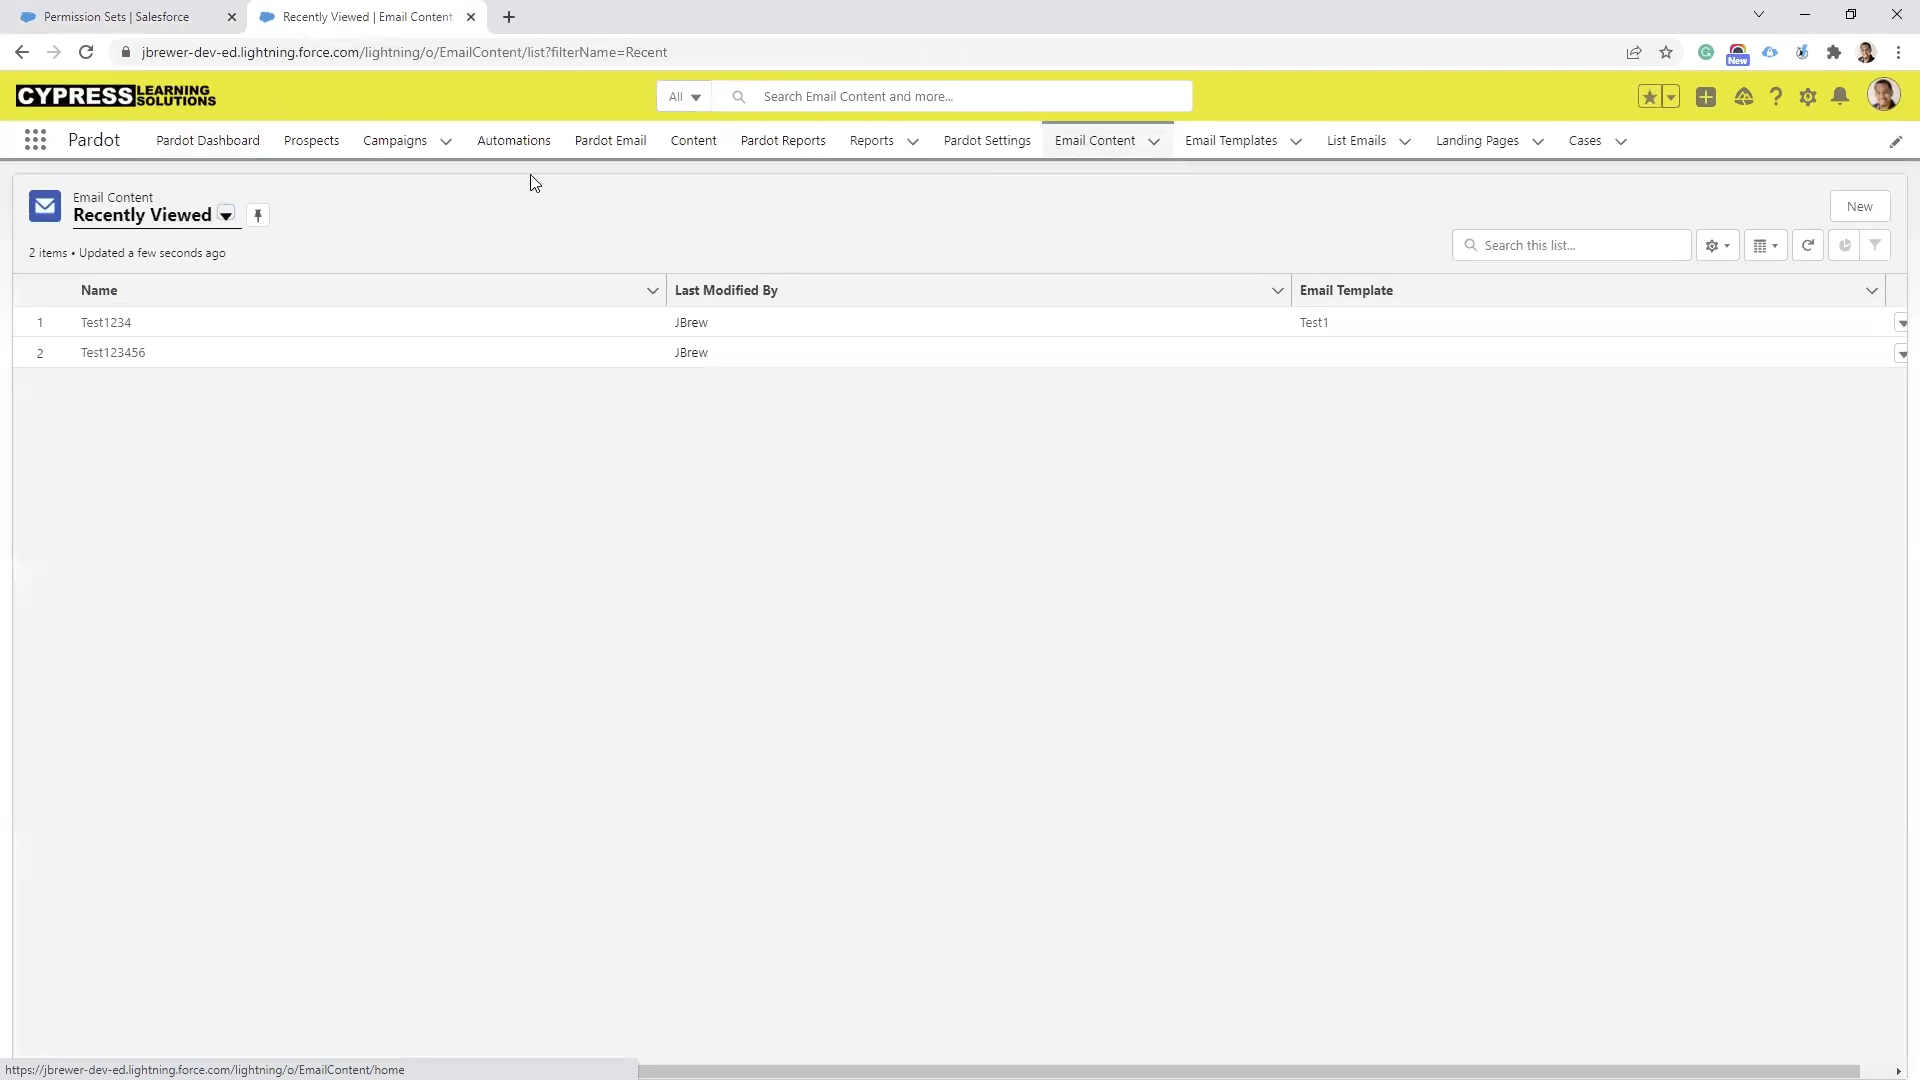 Permission Sets | Salesforce
Recently Viewed | Email Content
jbrewer-dev-ed.lightning.force.com/lightning/o/EmailContent/list?filterName=Recent
New
CYPRESS LEARNING SOLUTIONS
All
Search Email Content and more...
Pardot
Pardot Dashboard
Prospects
Campaigns
Automations
Pardot Email
Content
Pardot Reports
Reports
Pardot Settings
Email Content
Email Templates
List Emails
Landing Pages
Cases
Email Content
Recently Viewed
New
2 items • Updated a few seconds ago
Search this list...
Name
Last Modified By
Email Template
1 Test1234 JBrew Test1
2 Test123456 JBrew
https://jbrewer-dev-ed.lightning.force.com/lightning/o/EmailContent/home